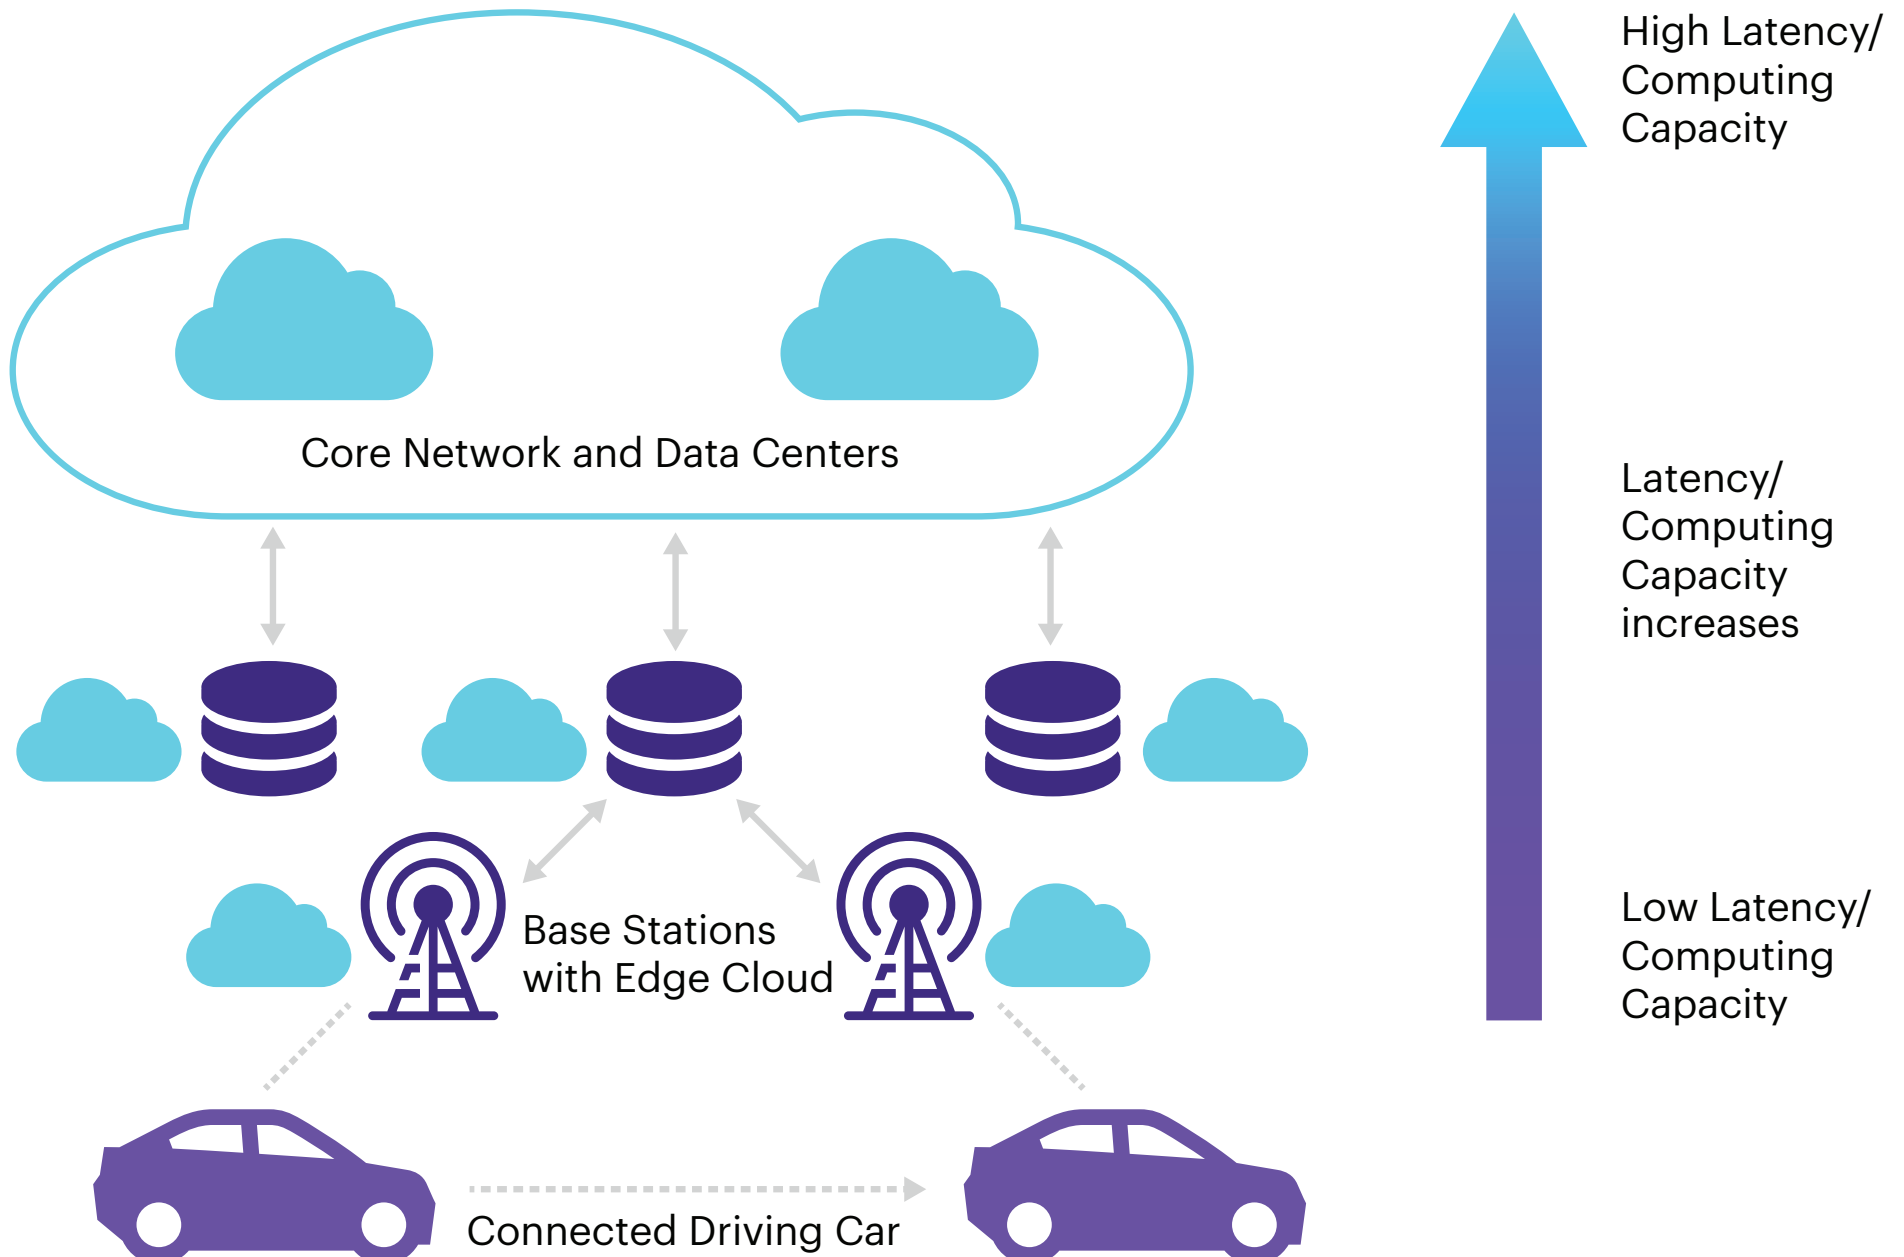 High Latency/
Computing
Capacity
Core Network and Data Centers
Latency/
Computing
Capacity
increases
Base Stations
with Edge Cloud
Low Latency/
Computing
Capacity
Connected Driving Car